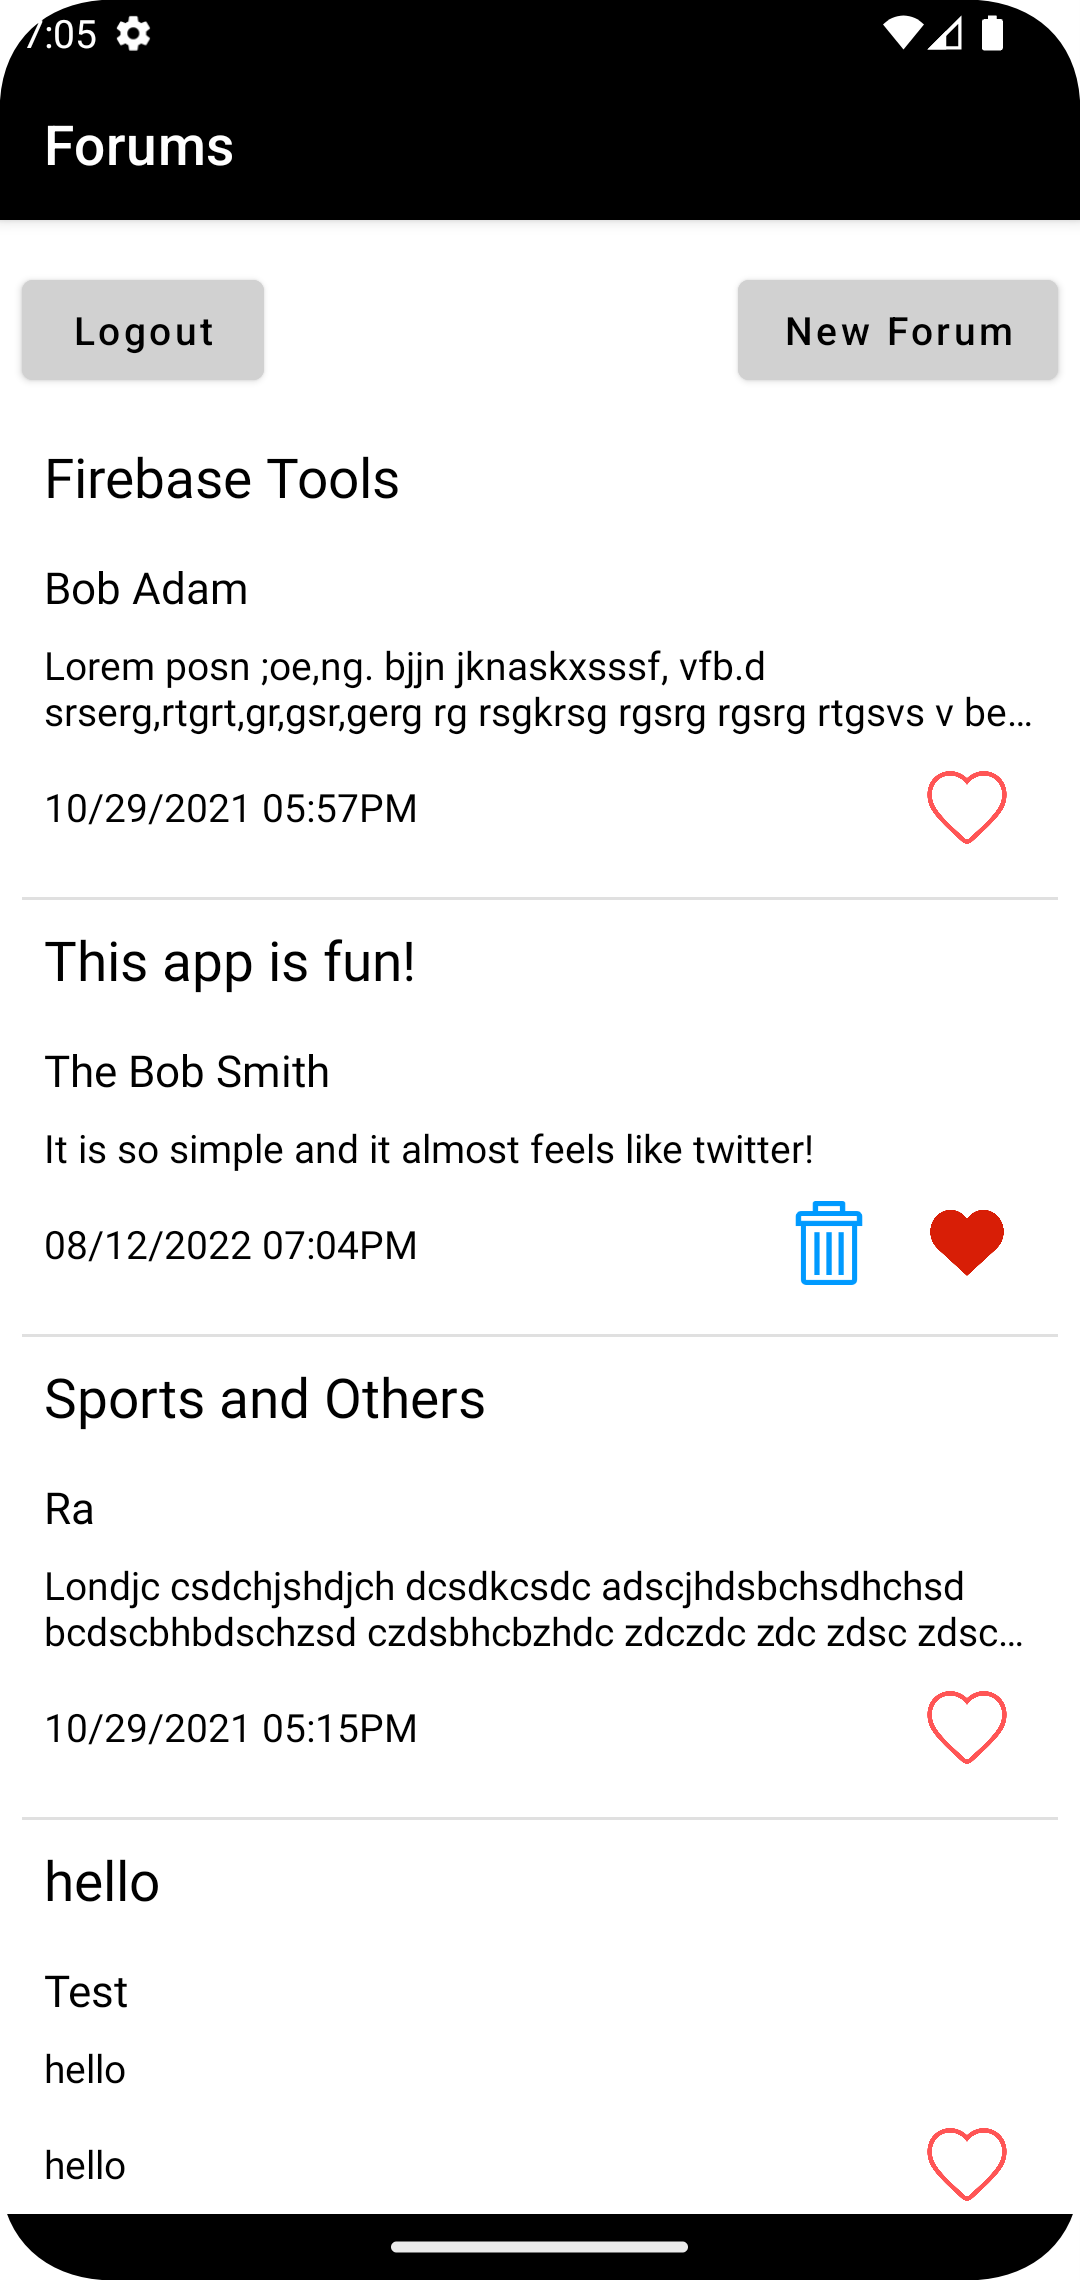 7:05
Forums
Logout
New Forum
Firebase Tools
Bob Adam
Lorem posn ;oe,ng. bjjn jknaskxsssf, vfb.d
srserg,rtgrt,gr,gsr,gerg rg rsgkrsg rgsrg rgsrg rtgsvs v be...
10/29/2021 05:57PM
This app is fun!
The Bob Smith
It is so simple and it almost feels like twitter!
08/12/2022 07:04PM
Sports and Others
Ra
Londjc csdchjshdjch dcsdkcsdc adscjhdsbchsdhchsd
bcdscbhbdschzsd czdsbhcbzhdc zdczdc zdc zdsc zdsc...
10/29/2021 05:15PM
hello
Test
hello
hello